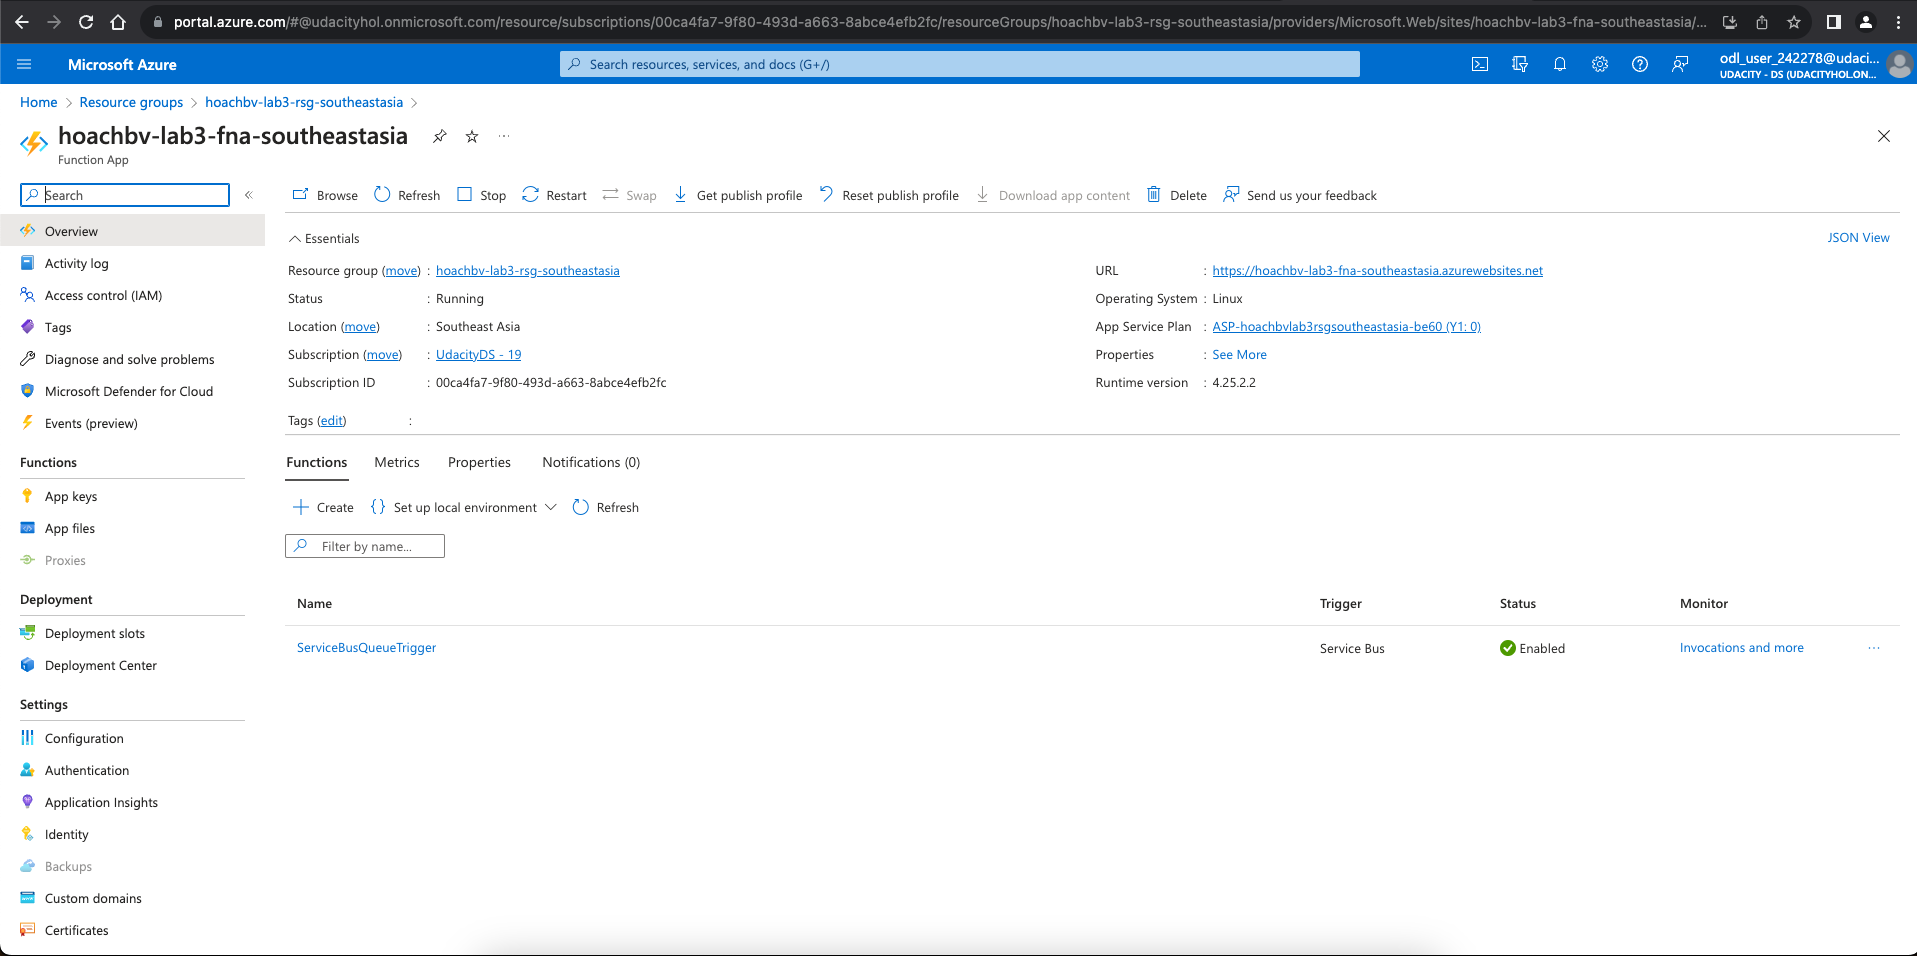 portal.azure.com/#@udacityhol.onmicrosoft.com/resource/subscriptions/00ca4fa7-9f80-493d-a663-8abce4efb2fc/resourceGroups/hoachbv-lab3-rsg-southeastasia/providers/Microsoft.Web/sites/hoachbv-lab3-fna-southeastasia/...
Microsoft Azure
Search resources, services, and docs (G+/)
odl_user_242278@udaci...
UDACITY - DS (UDACITYHOL.ON...
Home > Resource groups > hoachbv-lab3-rsg-southeastasia >
hoachbv-lab3-fna-southeastasia
Function App
Search
«
Browse Refresh Stop Restart Swap Get publish profile Reset publish profile Download app content Delete Send us your feedback
Overview
Activity log
Access control (IAM)
Tags
Diagnose and solve problems
Microsoft Defender for Cloud
Events (preview)
Functions
App keys
App files
Proxies
Deployment
Deployment slots
Deployment Center
Settings
Configuration
Authentication
Application Insights
Identity
Backups
Custom domains
Certificates
Essentials
JSON View
Resource group (move) : hoachbv-lab3-rsg-southeastasia
Status : Running
Location (move) : Southeast Asia
Subscription (move) : UdacityDS - 19
Subscription ID : 00ca4fa7-9f80-493d-a663-8abce4efb2fc
URL : https://hoachbv-lab3-fna-southeastasia.azurewebsites.net
Operating System : Linux
App Service Plan : ASP-hoachbvlab3rsgsoutheastasia-be60 (Y1: 0)
Properties : See More
Runtime version : 4.25.2.2
Tags (edit) :
Functions Metrics Properties Notifications (0)
Create {} Set up local environment Refresh
Filter by name...
Name Trigger Status Monitor
ServiceBusQueueTrigger Service Bus Enabled Invocations and more ...